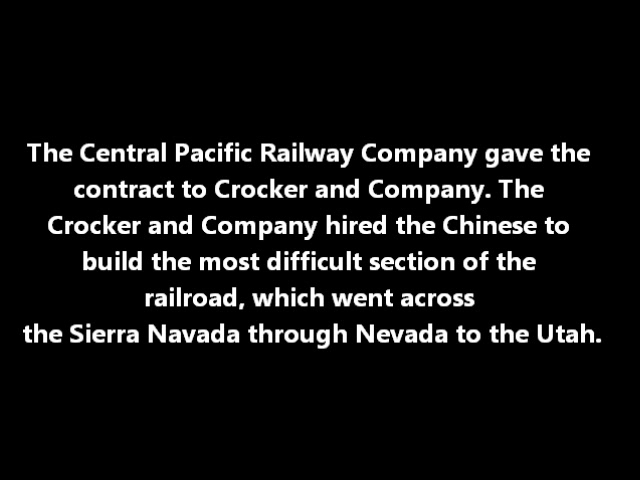 The Central Pacific Railway Company gave the
contract to Crocker and Company. The
Crocker and Company hired the Chinese to
build the most difficult section of the
railroad, which went across
the Sierra Navada through Nevada to the Utah.